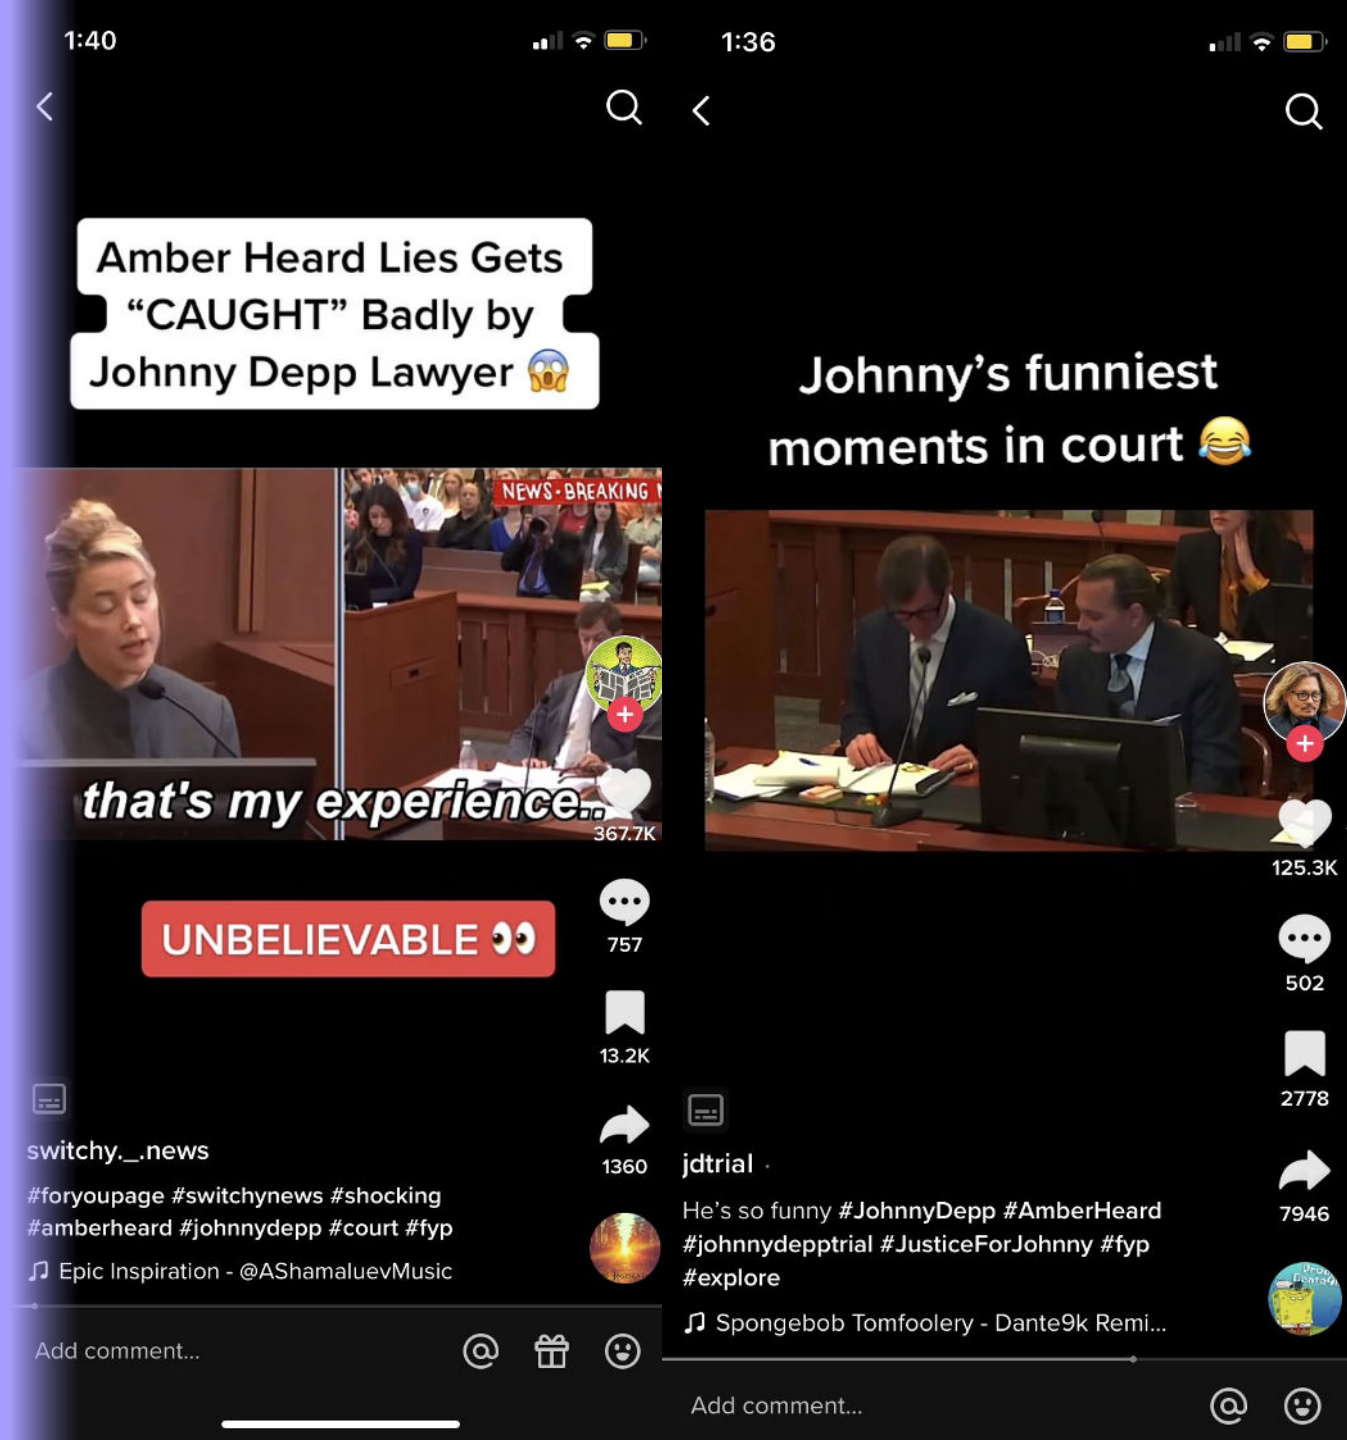 1:40
Amber Heard Lies Gets
“CAUGHT” Badly by
Johnny Depp Lawyer 😱
NEWS•BREAKING
that's my experience..
367.7K
UNBELIEVABLE 👀
757
13.2K
1360
switchy._.news
#foryoupage #switchynews #shocking
#amberheard #johnnydepp #court #fyp
Epic Inspiration - @AShamaluevMusic
Add comment...
1:36
Johnny’s funniest
moments in court 😂
125.3K
502
2778
7946
jdtrial ·
He’s so funny #JohnnyDepp #AmberHeard
#johnnydepptrial #JusticeForJohnny #fyp
#explore
Spongebob Tomfoolery - Dante9k Remi...
Add comment...